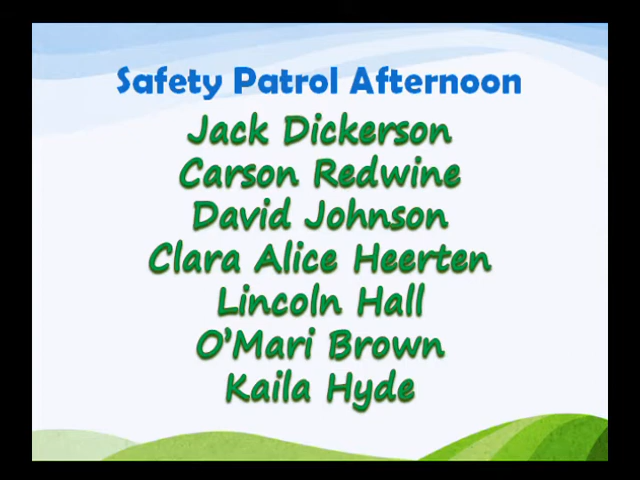 Safety Patrol Afternoon
Jack Dickerson
Carson Redwine
David Johnson
Clara Alice Heerten
Lincoln Hall
O'Mari Brown
Kaila Hyde